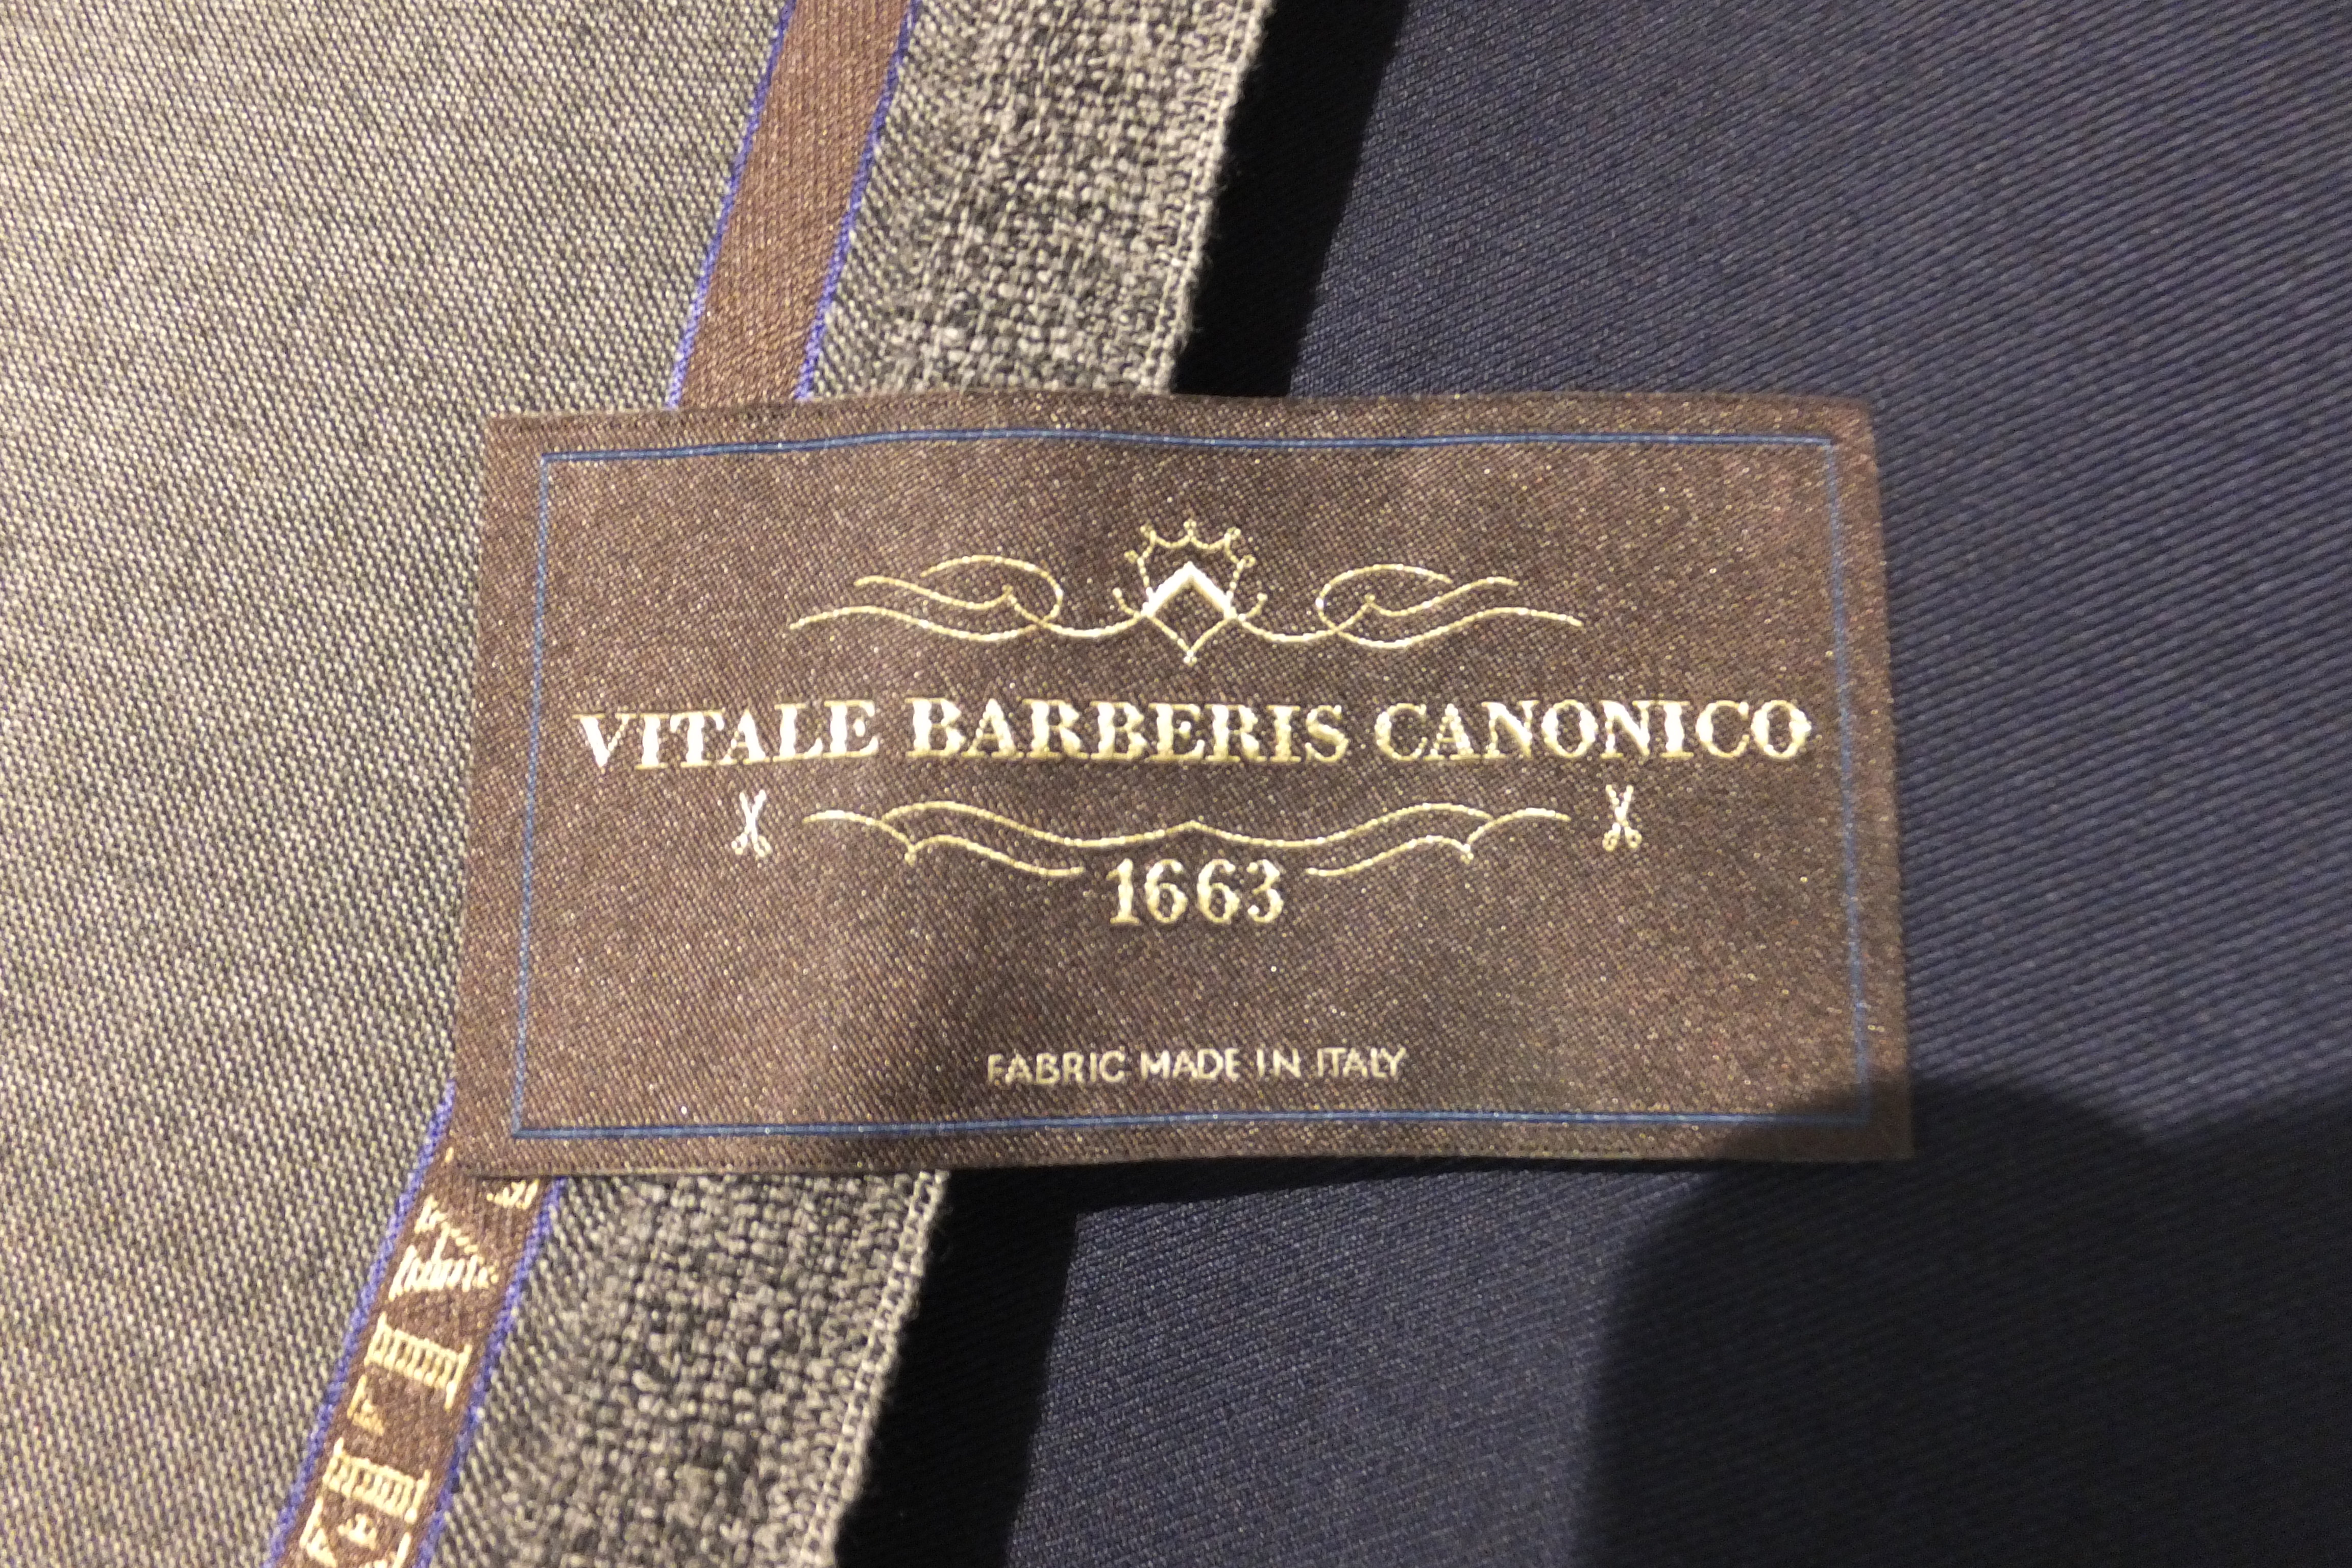 VITALE BARBERIS CANONICO
1663
FABRIC MADE IN ITALY